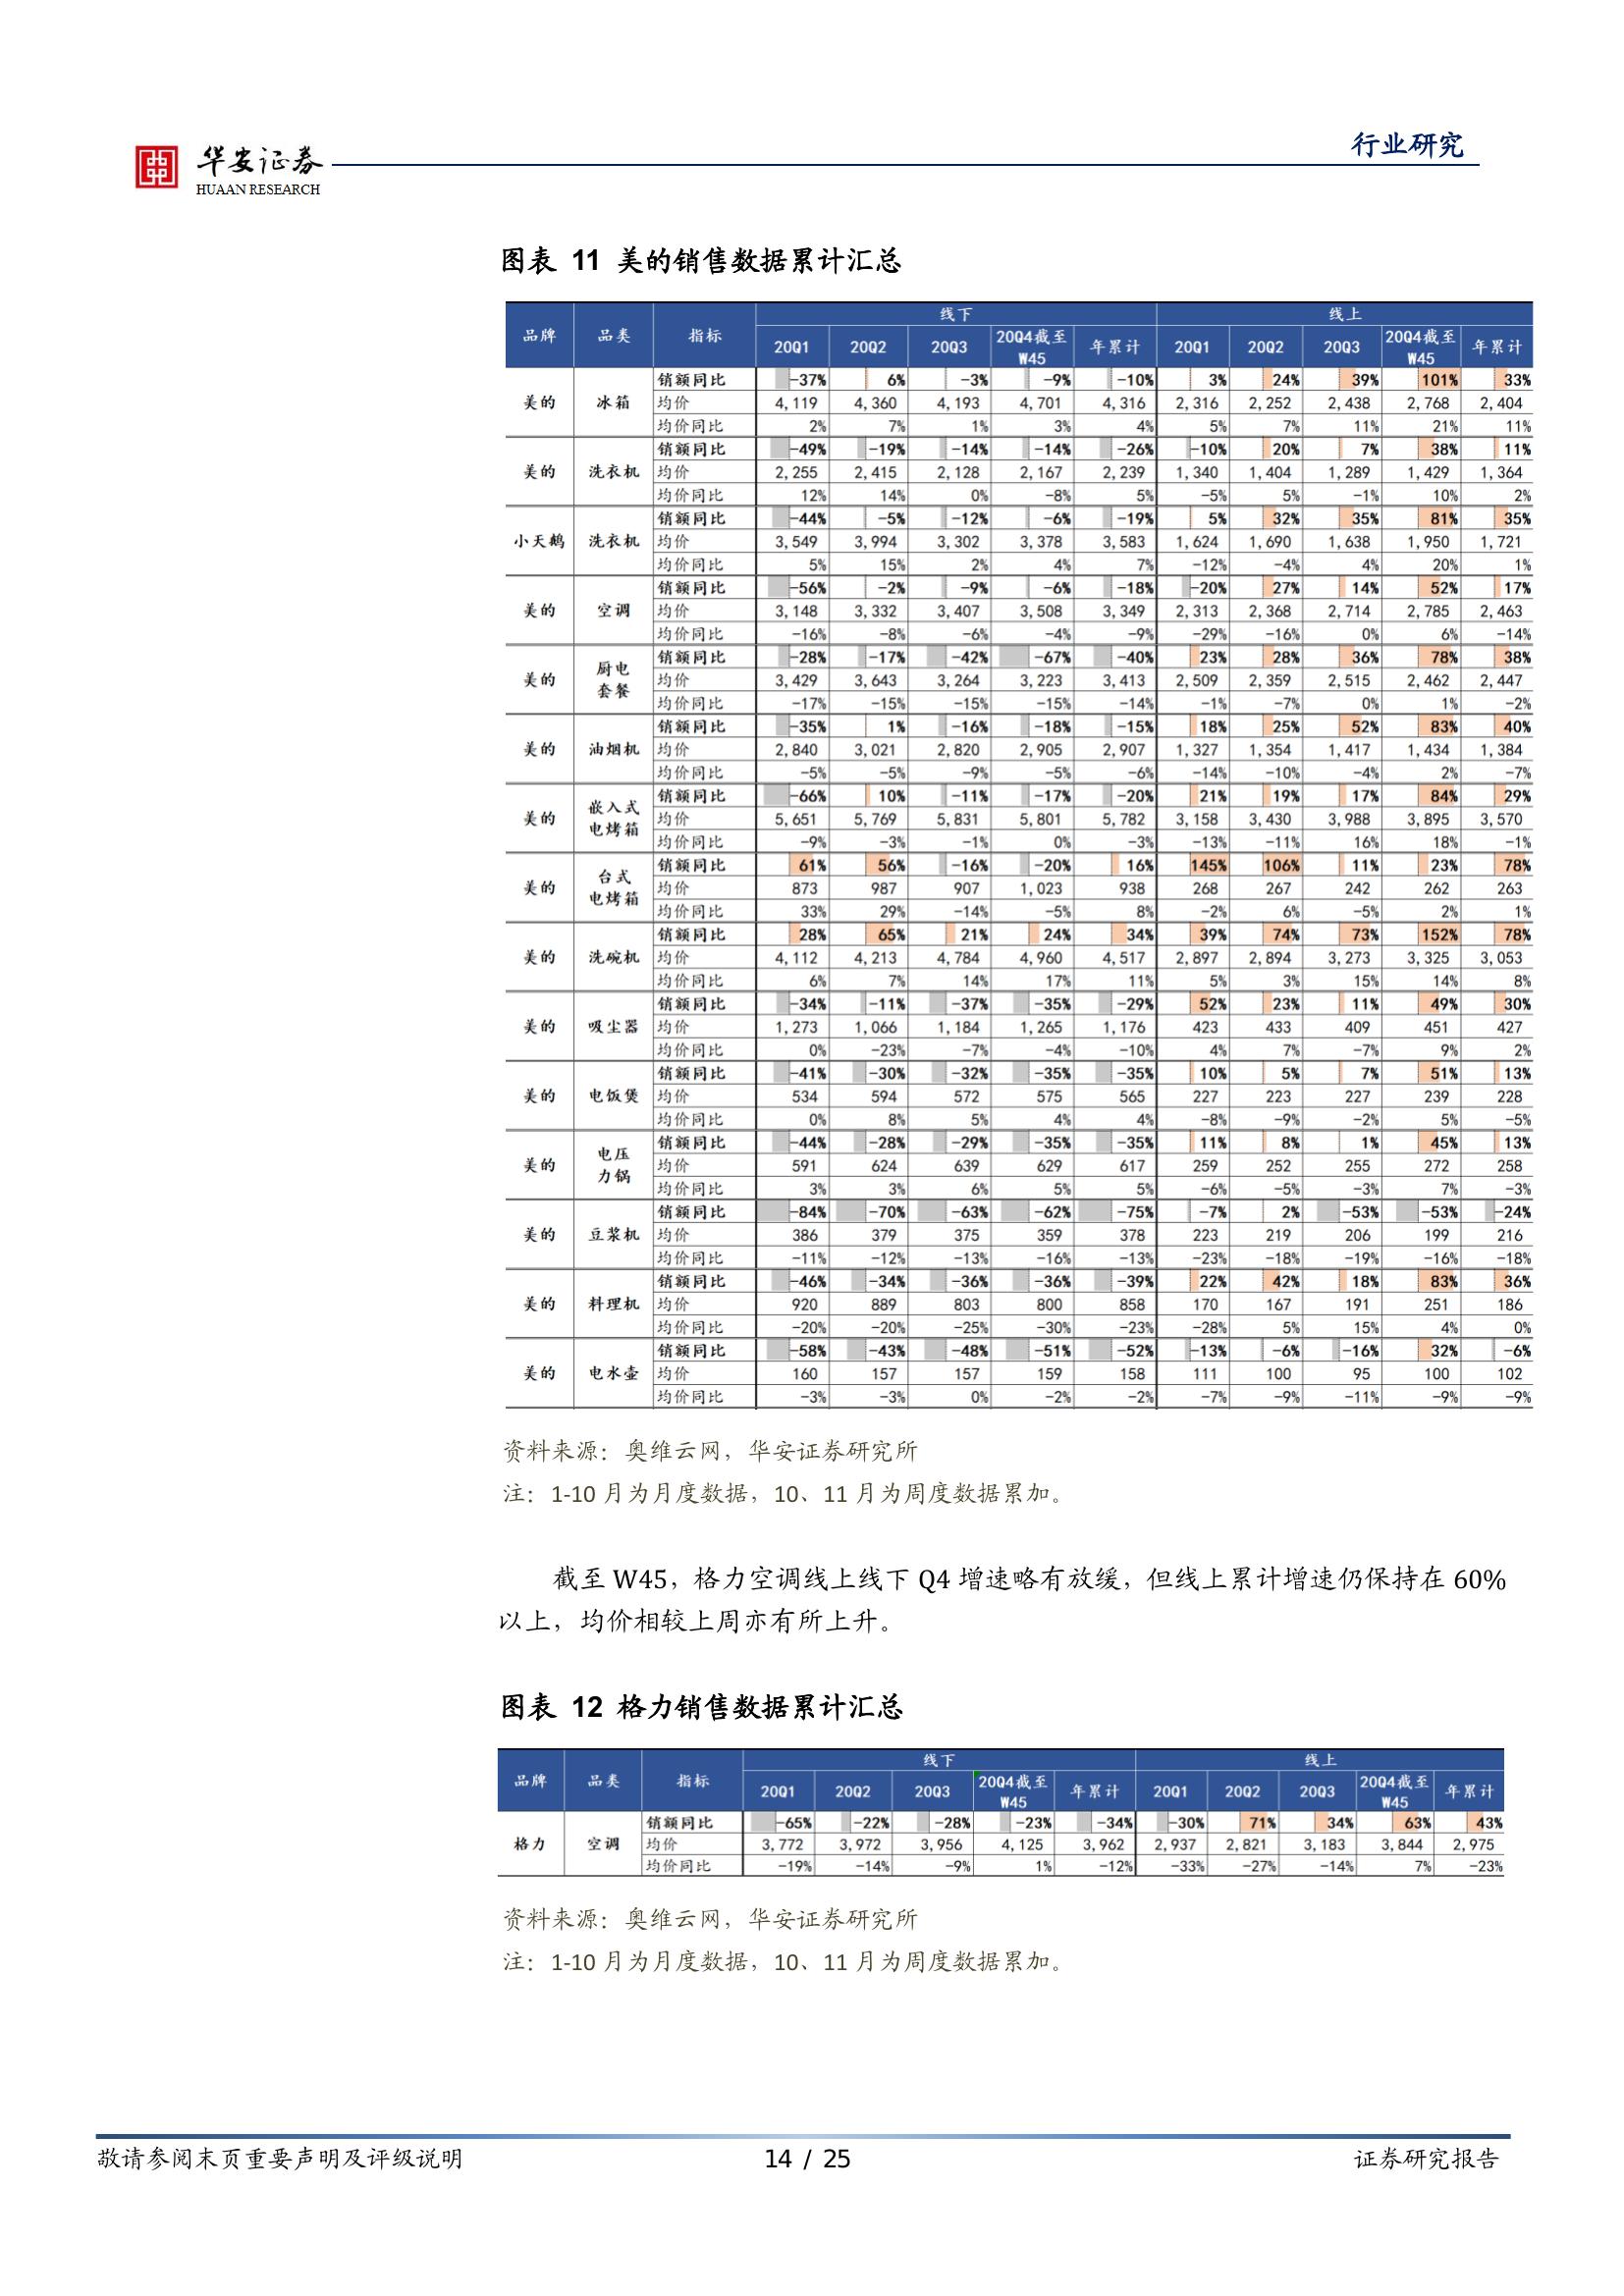 华安证券
HUAAN RESEARCH
行业研究
图表 11 美的销售数据累计汇总
品牌 品类 指标 线下 线上
20Q1 20Q2 20Q3 20Q4截至W45 年累计 20Q1 20Q2 20Q3 20Q4截至W45 年累计
美的 冰箱
销额同比 -37% 6% -3% -9% -10% 3% 24% 39% 101% 33%
均价 4,119 4,360 4,193 4,701 4,316 2,316 2,252 2,438 2,768 2,404
均价同比 2% 7% 1% 3% 4% 5% 7% 11% 21% 11%
美的 洗衣机
销额同比 -49% -19% -14% -14% -26% -10% 20% 7% 38% 11%
均价 2,255 2,415 2,128 2,167 2,239 1,340 1,404 1,289 1,429 1,364
均价同比 12% 14% 0% -8% 5% -5% 5% -1% 10% 2%
小天鹅 洗衣机
销额同比 -44% -5% -12% -6% -19% 5% 32% 35% 81% 35%
均价 3,549 3,994 3,302 3,378 3,583 1,624 1,690 1,638 1,950 1,721
均价同比 5% 15% 2% 4% 7% -12% -4% 4% 20% 1%
美的 空调
销额同比 -56% -2% -9% -6% -18% -20% 27% 14% 52% 17%
均价 3,148 3,332 3,407 3,508 3,349 2,313 2,368 2,714 2,785 2,463
均价同比 -16% -8% -6% -4% -9% -29% -16% 0% 6% -14%
美的 厨电套餐
销额同比 -28% -17% -42% -67% -40% 23% 28% 36% 78% 38%
均价 3,429 3,643 3,264 3,223 3,413 2,509 2,359 2,515 2,462 2,447
均价同比 -17% -15% -15% -15% -14% -1% -7% 0% 1% -2%
美的 油烟机
销额同比 -35% 1% -16% -18% -15% 18% 25% 52% 83% 40%
均价 2,840 3,021 2,820 2,905 2,907 1,327 1,354 1,417 1,434 1,384
均价同比 -5% -5% -9% -5% -6% -14% -10% -4% 2% -7%
美的 嵌入式电烤箱
销额同比 -66% 10% -11% -17% -20% 21% 19% 17% 84% 29%
均价 5,651 5,769 5,831 5,801 5,782 3,158 3,430 3,988 3,895 3,570
均价同比 -9% -3% -1% 0% -3% -13% -11% 16% 18% -1%
美的 台式电烤箱
销额同比 61% 56% -16% -20% 16% 145% 106% 11% 23% 78%
均价 873 987 907 1,023 938 268 267 242 262 263
均价同比 33% 29% -14% -5% 8% -2% 6% -5% 2% 1%
美的 洗碗机
销额同比 28% 65% 21% 24% 34% 39% 74% 73% 152% 78%
均价 4,112 4,213 4,784 4,960 4,517 2,897 2,894 3,273 3,325 3,053
均价同比 6% 7% 14% 17% 11% 5% 3% 15% 14% 8%
美的 吸尘器
销额同比 -34% -11% -37% -35% -29% 52% 23% 11% 49% 30%
均价 1,273 1,066 1,184 1,265 1,176 423 433 409 451 427
均价同比 0% -23% -7% -4% -10% 4% 7% -7% 9% 2%
美的 电饭煲
销额同比 -41% -30% -32% -35% -35% 10% 5% 7% 51% 13%
均价 534 594 572 575 565 227 223 227 239 228
均价同比 0% 8% 5% 4% 4% -8% -9% -2% 5% -5%
美的 电压力锅
销额同比 -44% -28% -29% -35% -35% 11% 8% 1% 45% 13%
均价 591 624 639 629 617 259 252 255 272 258
均价同比 3% 3% 6% 5% 5% -6% -5% -3% 7% -3%
美的 豆浆机
销额同比 -84% -70% -63% -62% -75% -7% 2% -53% -53% -24%
均价 386 379 375 359 378 223 219 206 199 216
均价同比 -11% -12% -13% -16% -13% -23% -18% -19% -16% -18%
美的 料理机
销额同比 -46% -34% -36% -36% -39% 22% 42% 18% 83% 36%
均价 920 889 803 800 858 170 167 191 251 186
均价同比 -20% -20% -25% -30% -23% -28% 5% 15% 4% 0%
美的 电水壶
销额同比 -58% -43% -48% -51% -52% -13% -6% -16% 32% -6%
均价 160 157 157 159 158 111 100 95 100 102
均价同比 -3% -3% 0% -2% -2% -7% -9% -11% -9% -9%
资料来源：奥维云网，华安证券研究所
注：1-10 月为月度数据，10、11 月为周度数据累加。
截至 W45，格力空调线上线下 Q4 增速略有放缓，但线上累计增速仍保持在 60%
以上，均价相较上周亦有所上升。
图表 12 格力销售数据累计汇总
品牌 品类 指标 线下 线上
20Q1 20Q2 20Q3 20Q4截至W45 年累计 20Q1 20Q2 20Q3 20Q4截至W45 年累计
格力 空调
销额同比 -65% -22% -28% -23% -34% -30% 71% 34% 63% 43%
均价 3,772 3,972 3,956 4,125 3,962 2,937 2,821 3,183 3,844 2,975
均价同比 -19% -14% -9% 1% -12% -33% -27% -14% 7% -23%
资料来源：奥维云网，华安证券研究所
注：1-10 月为月度数据，10、11 月为周度数据累加。
敬请参阅末页重要声明及评级说明 14 / 25 证券研究报告